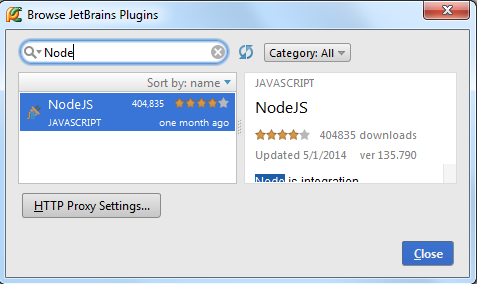 Browse JetBrains Plugins
Node
Category: All
Sort by: name
NodeJS 404,835
JAVASCRIPT one month ago
JAVASCRIPT
NodeJS
404835 downloads
Updated 5/1/2014 ver 135.790
Node is integration
HTTP Proxy Settings...
Close